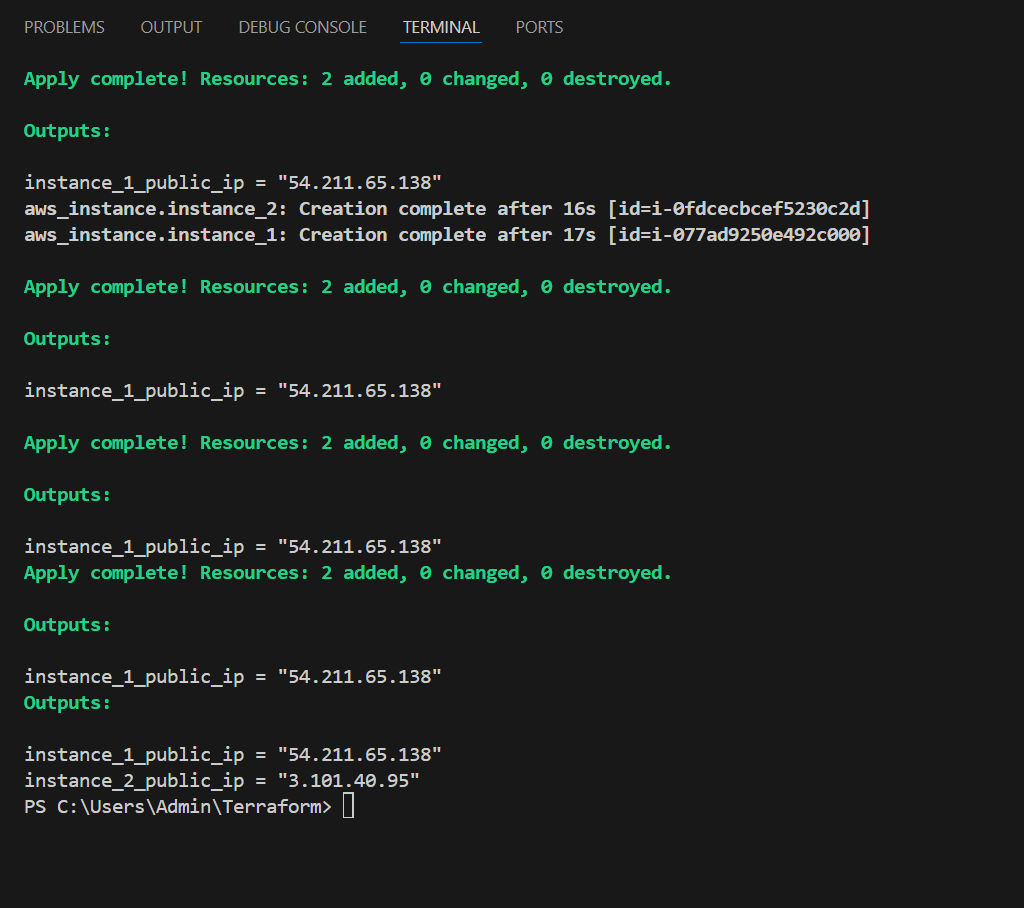 PROBLEMS OUTPUT DEBUG CONSOLE TERMINAL PORTS
Apply complete! Resources: 2 added, 0 changed, 0 destroyed.
Outputs:
instance_1_public_ip = "54.211.65.138"
aws_instance.instance_2: Creation complete after 16s [id=i-0fdcecbcef5230c2d]
aws_instance.instance_1: Creation complete after 17s [id=i-077ad9250e492c000]
Apply complete! Resources: 2 added, 0 changed, 0 destroyed.
Outputs:
instance_1_public_ip = "54.211.65.138"
Apply complete! Resources: 2 added, 0 changed, 0 destroyed.
Outputs:
instance_1_public_ip = "54.211.65.138"
Apply complete! Resources: 2 added, 0 changed, 0 destroyed.
Outputs:
instance_1_public_ip = "54.211.65.138"
Outputs:
instance_1_public_ip = "54.211.65.138"
instance_2_public_ip = "3.101.40.95"
PS C:\Users\Admin\Terraform>